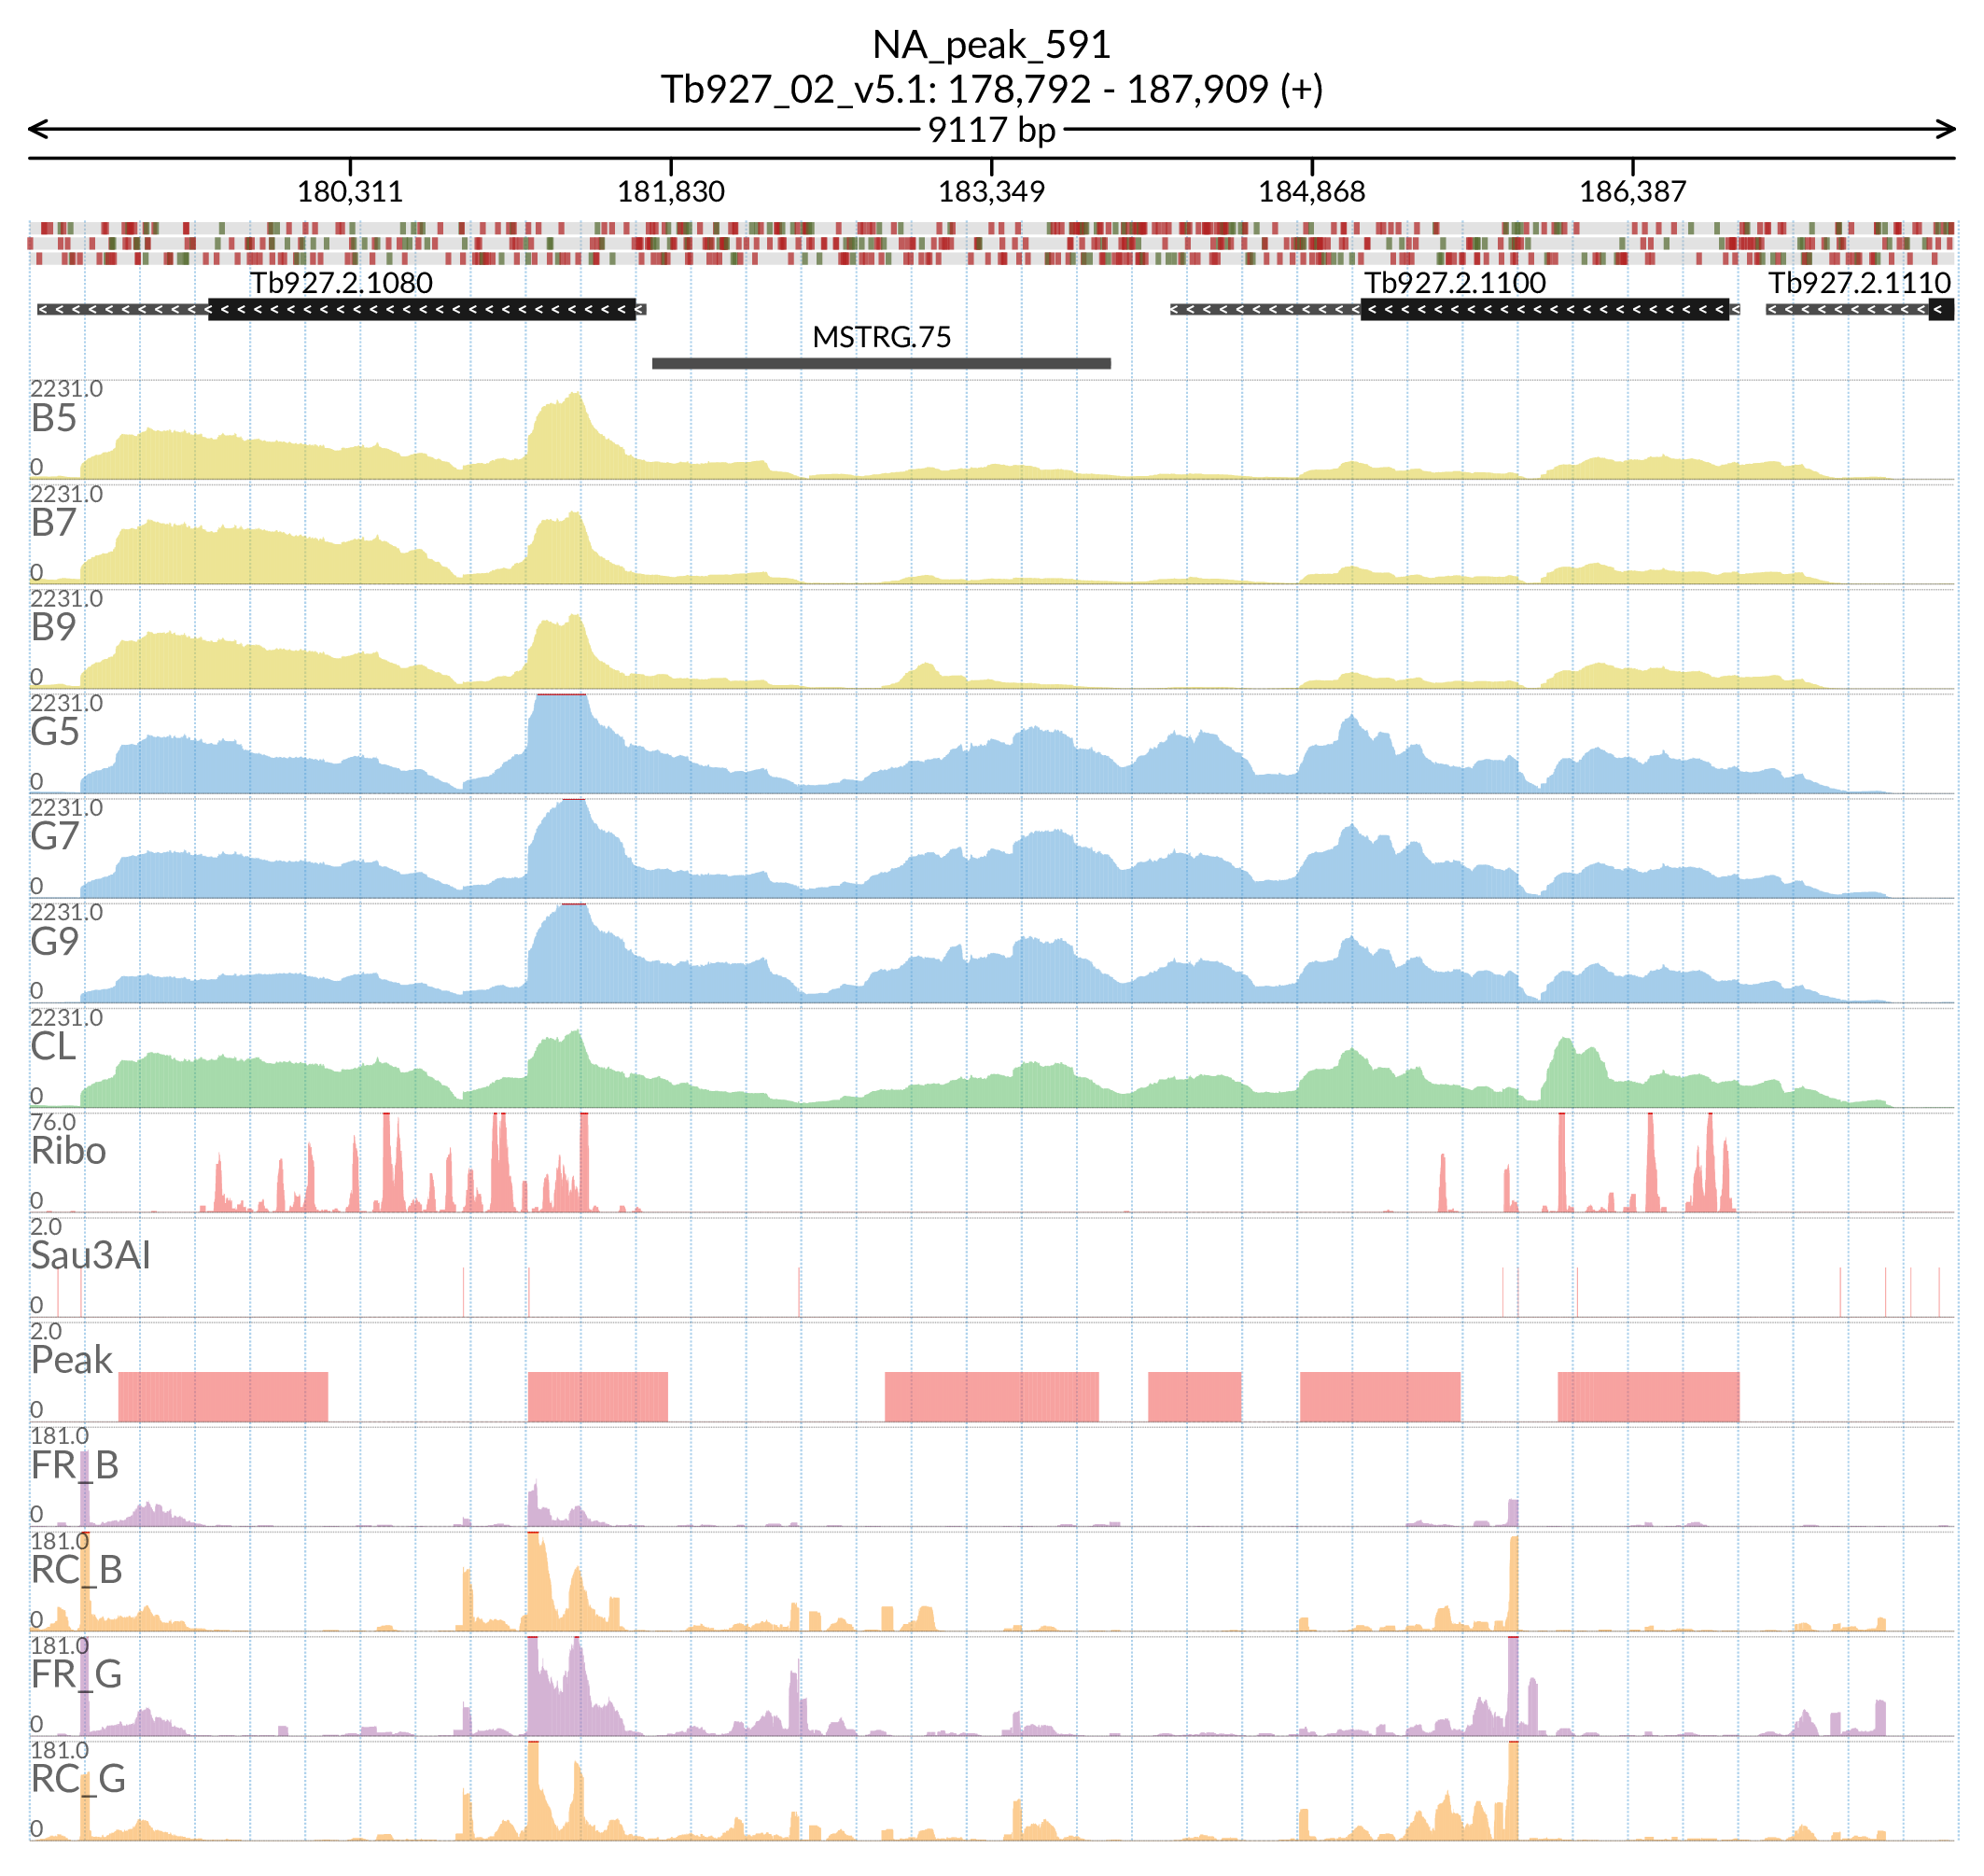 NA_peak_591
Tb927_02_v5.1: 178,792 - 187,909 (+)
9117 bp
180,311 181,830 183,349 184,868 186,387
Tb927.2.1080 Tb927.2.1100 Tb927.2.1110
MSTRG.75
2231.0
B5
0
2231.0
B7
0
2231.0
B9
0
2231.0
G5
0
2231.0
G7
0
2231.0
G9
0
2231.0
CL
0
76.0
Ribo
0
2.0
Sau3AI
0
2.0
Peak
0
181.0
FR_B
0
181.0
RC_B
0
181.0
FR_G
0
181.0
RC_G
0